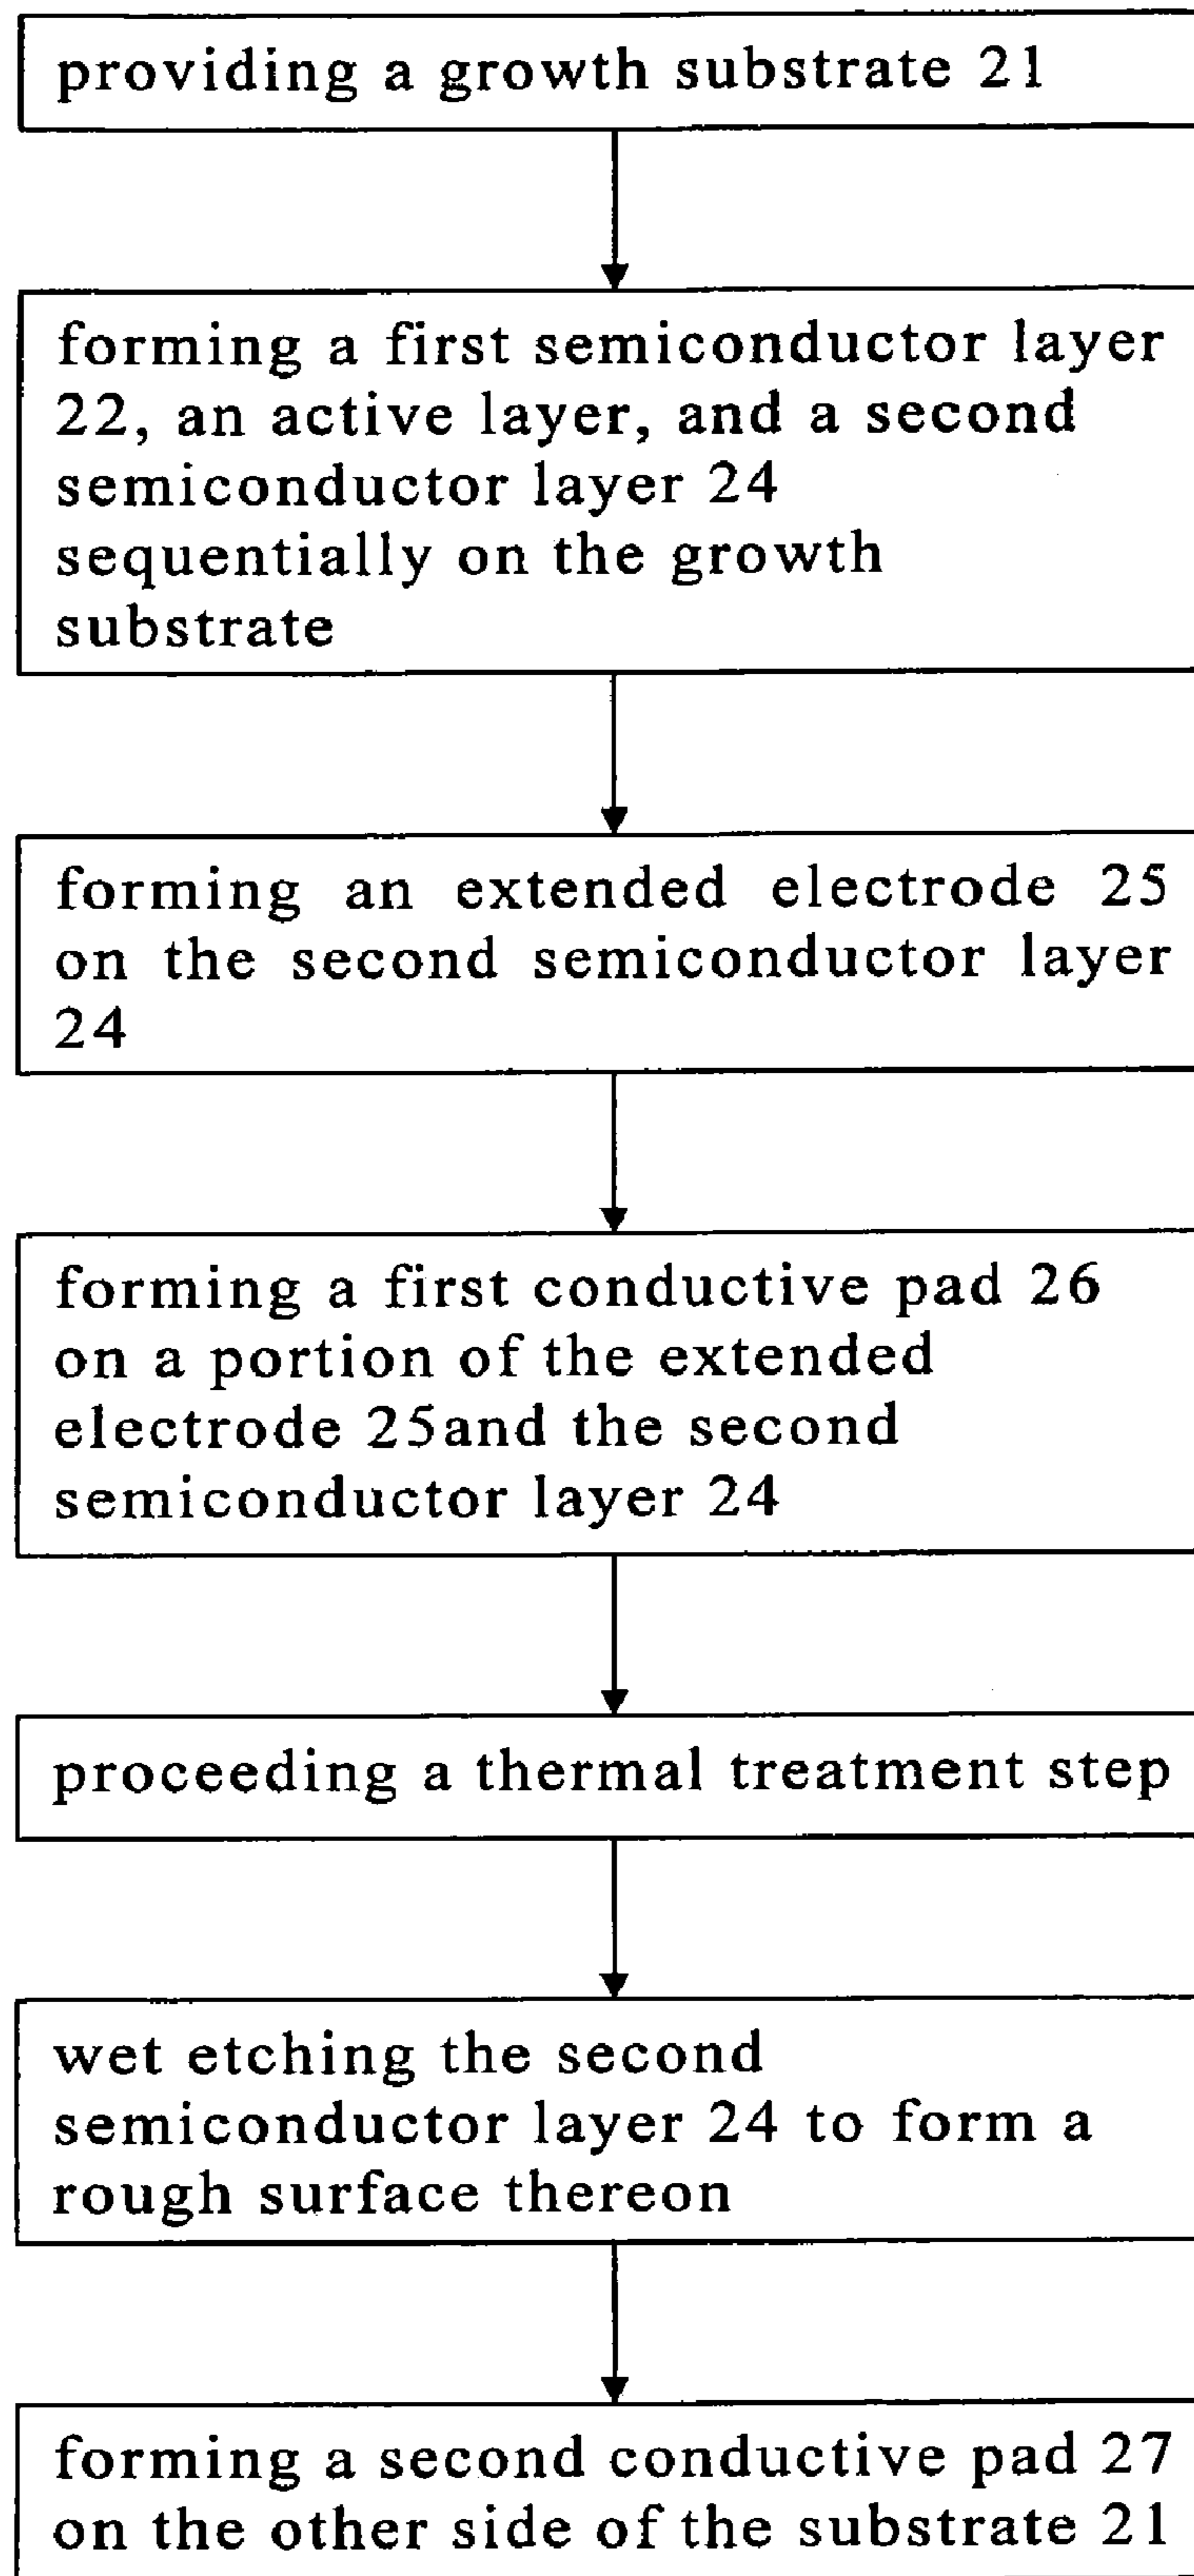 providing a growth substrate 21
forming a first semiconductor layer
22, an active layer, and a second
semiconductor layer 24
sequentially on the growth
substrate
forming an extended electrode 25
on the second semiconductor layer
24
forming a first conductive pad 26
on a portion of the extended
electrode 25and the second
semiconductor layer 24
proceeding a thermal treatment step
wet etching the second
semiconductor layer 24 to form a
rough surface thereon
forming a second conductive pad 27
on the other side of the substrate 21